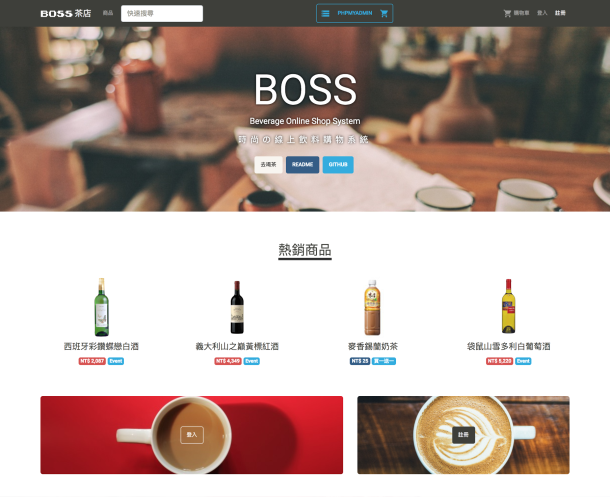 BOSS 茶店 商品 快速搜尋 PHPMYADMIN 購物車 登入 註冊
BOSS
Beverage Online Shop System
時尚の線上飲料購物系統
去喝茶 README GITHUB
熱銷商品
西班牙彩鑽蝶戀白酒 義大利山之巔黃標紅酒 麥香錫蘭奶茶 袋鼠山雪多利白葡萄酒
NT$ 2,087 Event NT$ 4,349 Event NT$ 25 買一送一 NT$ 9,220 Event
登入 註冊